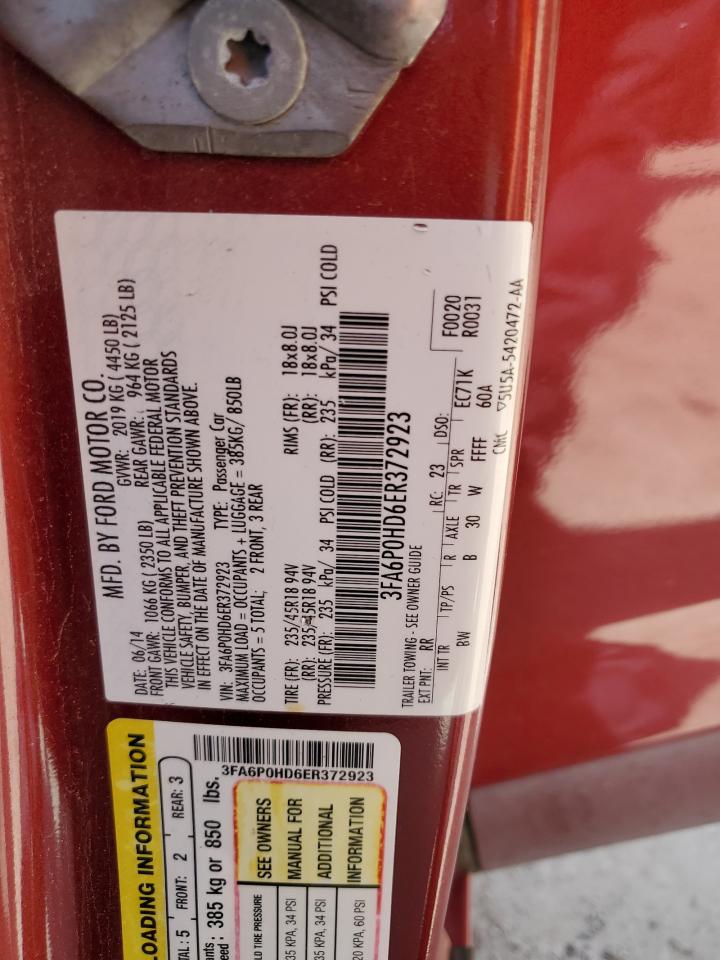 MFD. BY FORD MOTOR CO.
DATE: 06/14 GVWR: 2019 KG ( 4450 LB)
FRONT GAWR: 1066 KG ( 2350 LB) REAR GAWR: 964 KG ( 2125 LB)
THIS VEHICLE CONFORMS TO ALL APPLICABLE FEDERAL MOTOR
VEHICLE SAFETY, BUMPER, AND THEFT PREVENTION STANDARDS
IN EFFECT ON THE DATE OF MANUFACTURE SHOWN ABOVE.
VIN: 3FA6P0HD6ER372923 TYPE: Passenger Car
MAXIMUM LOAD = OCCUPANTS + LUGGAGE = 385KG/ 850LB
OCCUPANTS = 5 TOTAL; 2 FRONT, 3 REAR
TIRE (FR): 235/45R18 94V RIMS (FR): 18x8.0J
(RR): 235/45R18 94V (RR): 18x8.0J
PRESSURE (FR): 235 kPa/ 34 PSI COLD (RR): 235 kPa/ 34 PSI COLD
3FA6P0HD6ER372923
TRAILER TOWING - SEE OWNER GUIDE F0020
EXT PNT: RR RC: 23 DSO: R0031
INT TR TP/PS R AXLE TR SPR EC71K
BW B 30 W FFFF 60A
CMC ▽5U5A-5420472-AA
LOADING INFORMATION
TAL: 5 FRONT: 2 REAR: 3
ants:
eed: 385 kg or 850 lbs.
3FA6P0HD6ER372923
LD TIRE PRESSURE SEE OWNERS
35 KPA, 34 PSI MANUAL FOR
35 KPA, 34 PSI ADDITIONAL
20 KPA, 60 PSI INFORMATION